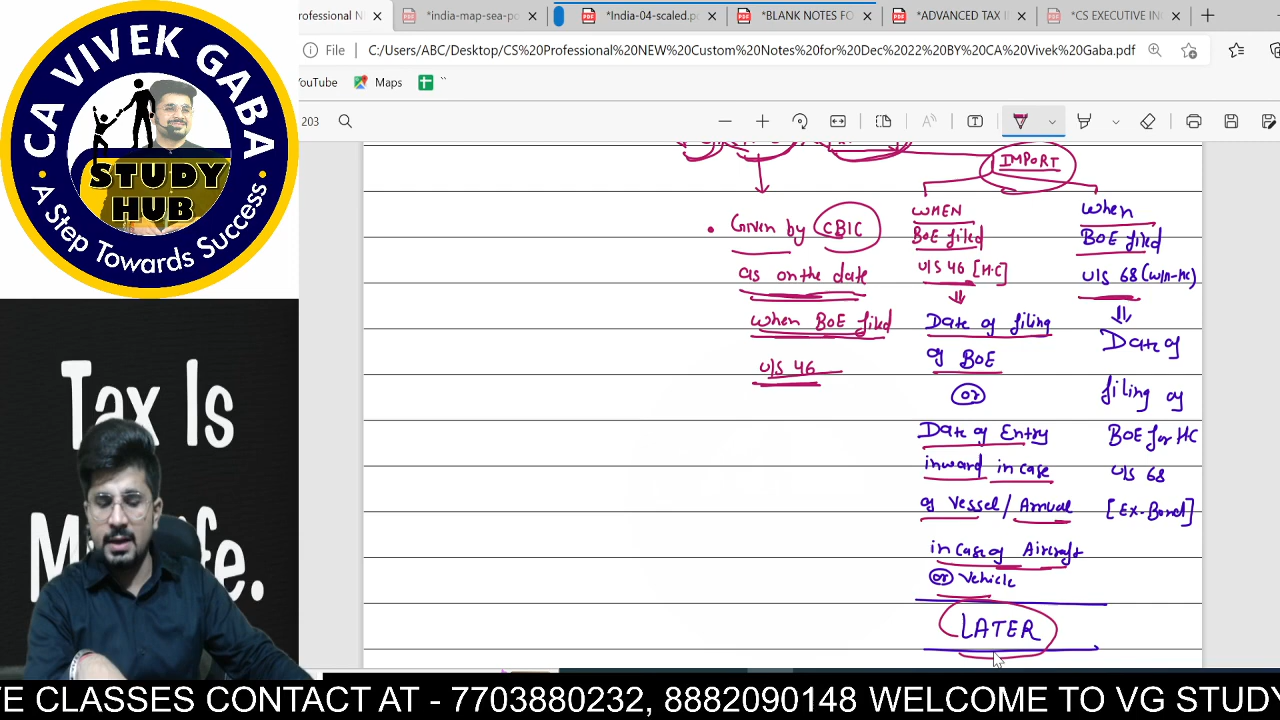 CA VIVEK GABA
STUDY
HUB
A Step Towards Success
Tax Is
rofessional N
*India-map-sea-p
*India-04-scaled.p
*BLANK NOTES FO
*ADVANCED TAX
*CS EXECUTIVE IN
File
C:/Users/ABC/Desktop/CS%20Professional%20NEW%20Custom%20Notes%20for%20Dec%2022%20BY%20CA%20Vivek%20Gaba.pdf
ouTube
Maps
203
IMPORT
• Given by CBIC
as on the date
when BOE filed
U/S 46
WHEN
BOE filed
U/S 46 [H.C]
Date of filing
of BOE
or
Date of Entry
inward in case
of Vessel / Arrival
in case of Aircraft
or Vehicle
LATER
when
BOE filed
U/S 68 (W/H-HC)
Date of
filing of
BOE for HC
U/S 68
[Ex-Bond]
VE CLASSES CONTACT AT - 7703880232, 8882090148 WELCOME TO VG STUDY